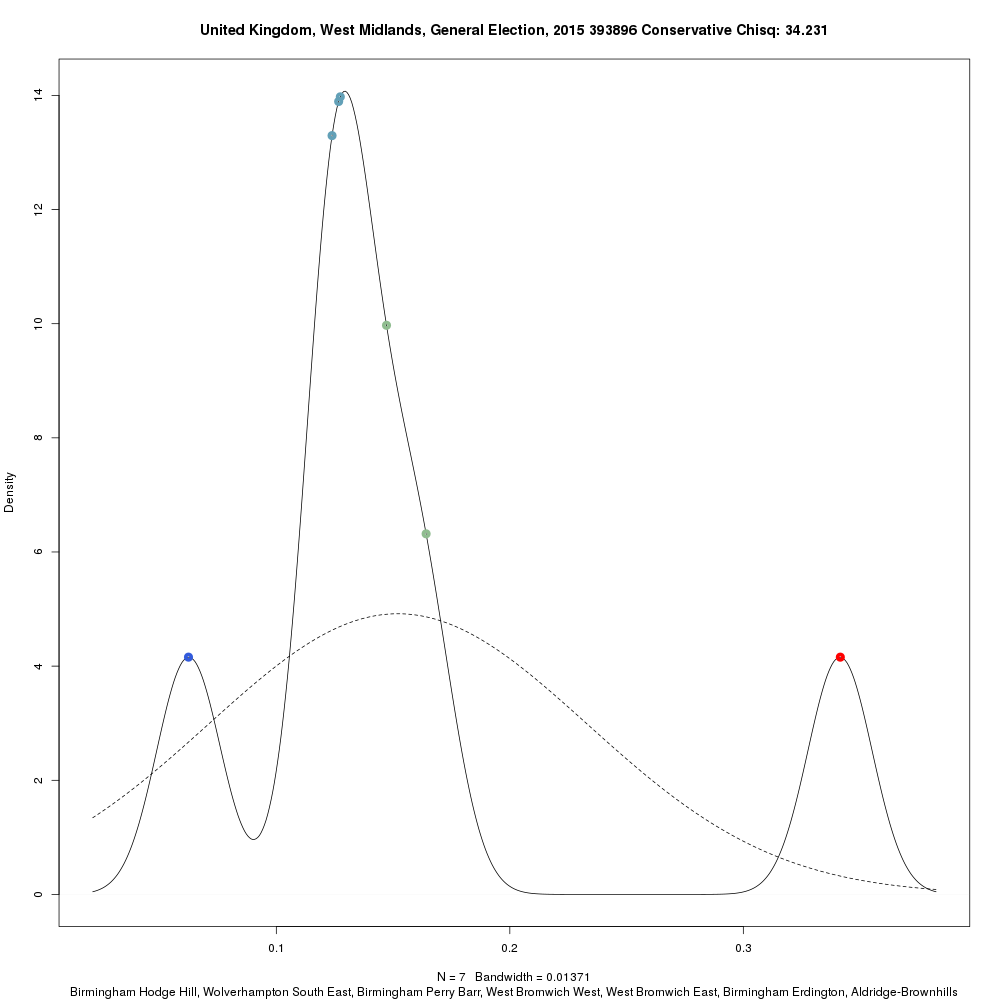 United Kingdom, West Midlands, General Election, 2015 393896 Conservative Chisq: 34.231
14
12
10
8
6
4
2
0
Density
0.1 0.2 0.3
N = 7 Bandwidth = 0.01371
Birmingham Hodge Hill, Wolverhampton South East, Birmingham Perry Barr, West Bromwich West, West Bromwich East, Birmingham Erdington, Aldridge-Brownhills